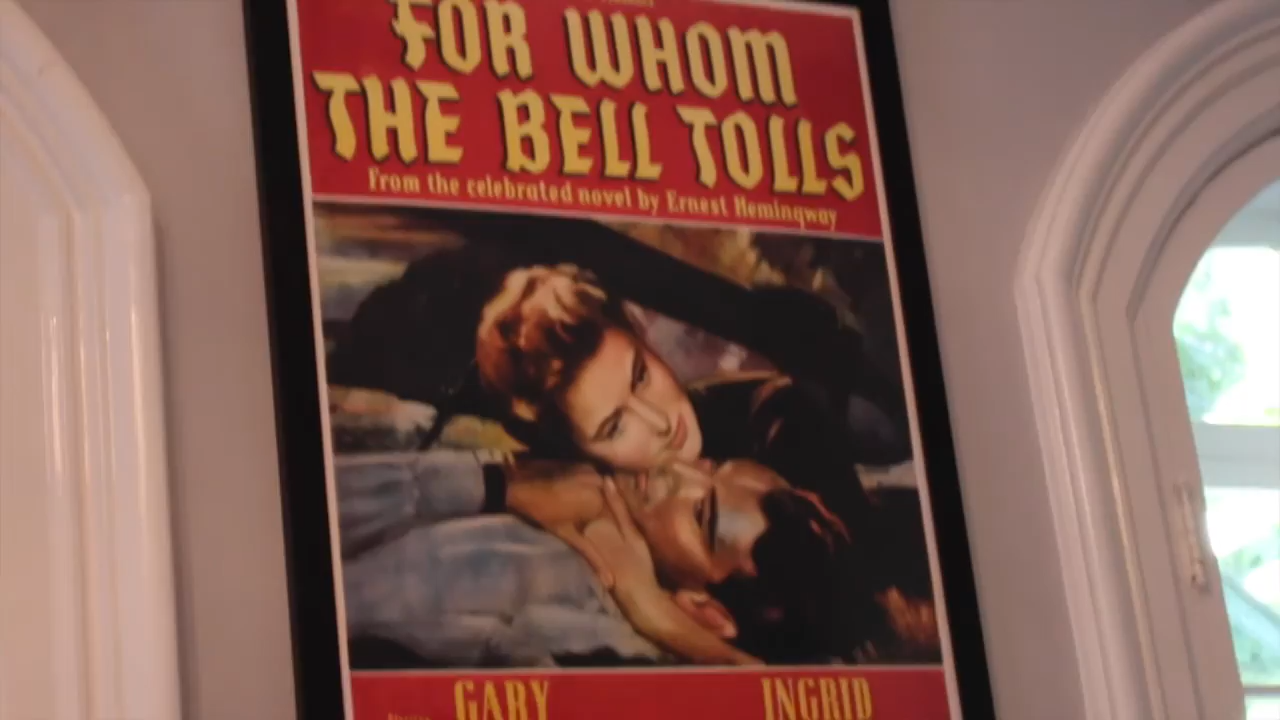 FOR WHOM
THE BELL TOLLS
From the celebrated novel by Ernest Hemingway
GARY INGRID